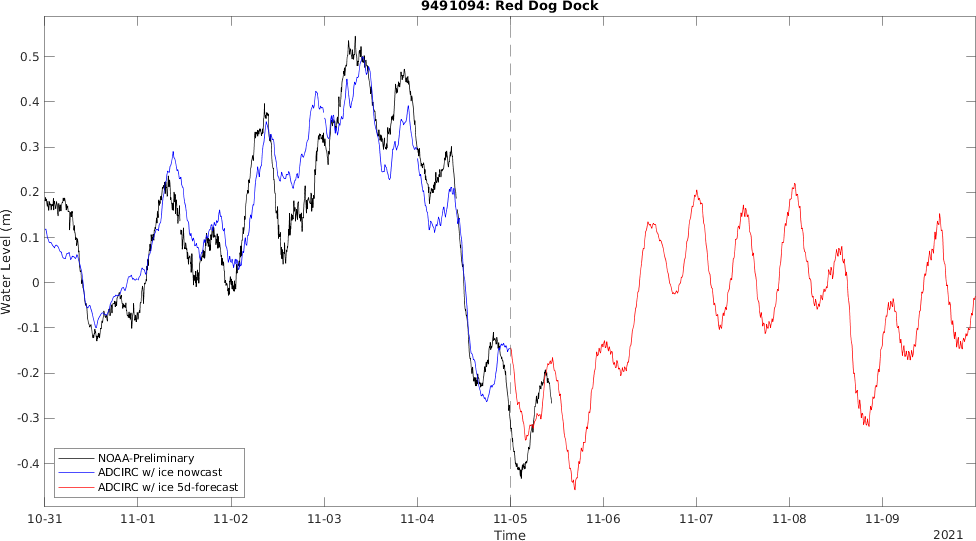 9491094: Red Dog Dock
Water Level (m)
0.5
0.4
0.3
0.2
0.1
0
-0.1
-0.2
-0.3
-0.4
NOAA-Preliminary
ADCIRC w/ ice nowcast
ADCIRC w/ ice 5d-forecast
10-31 11-01 11-02 11-03 11-04 11-05 11-06 11-07 11-08 11-09
Time
2021